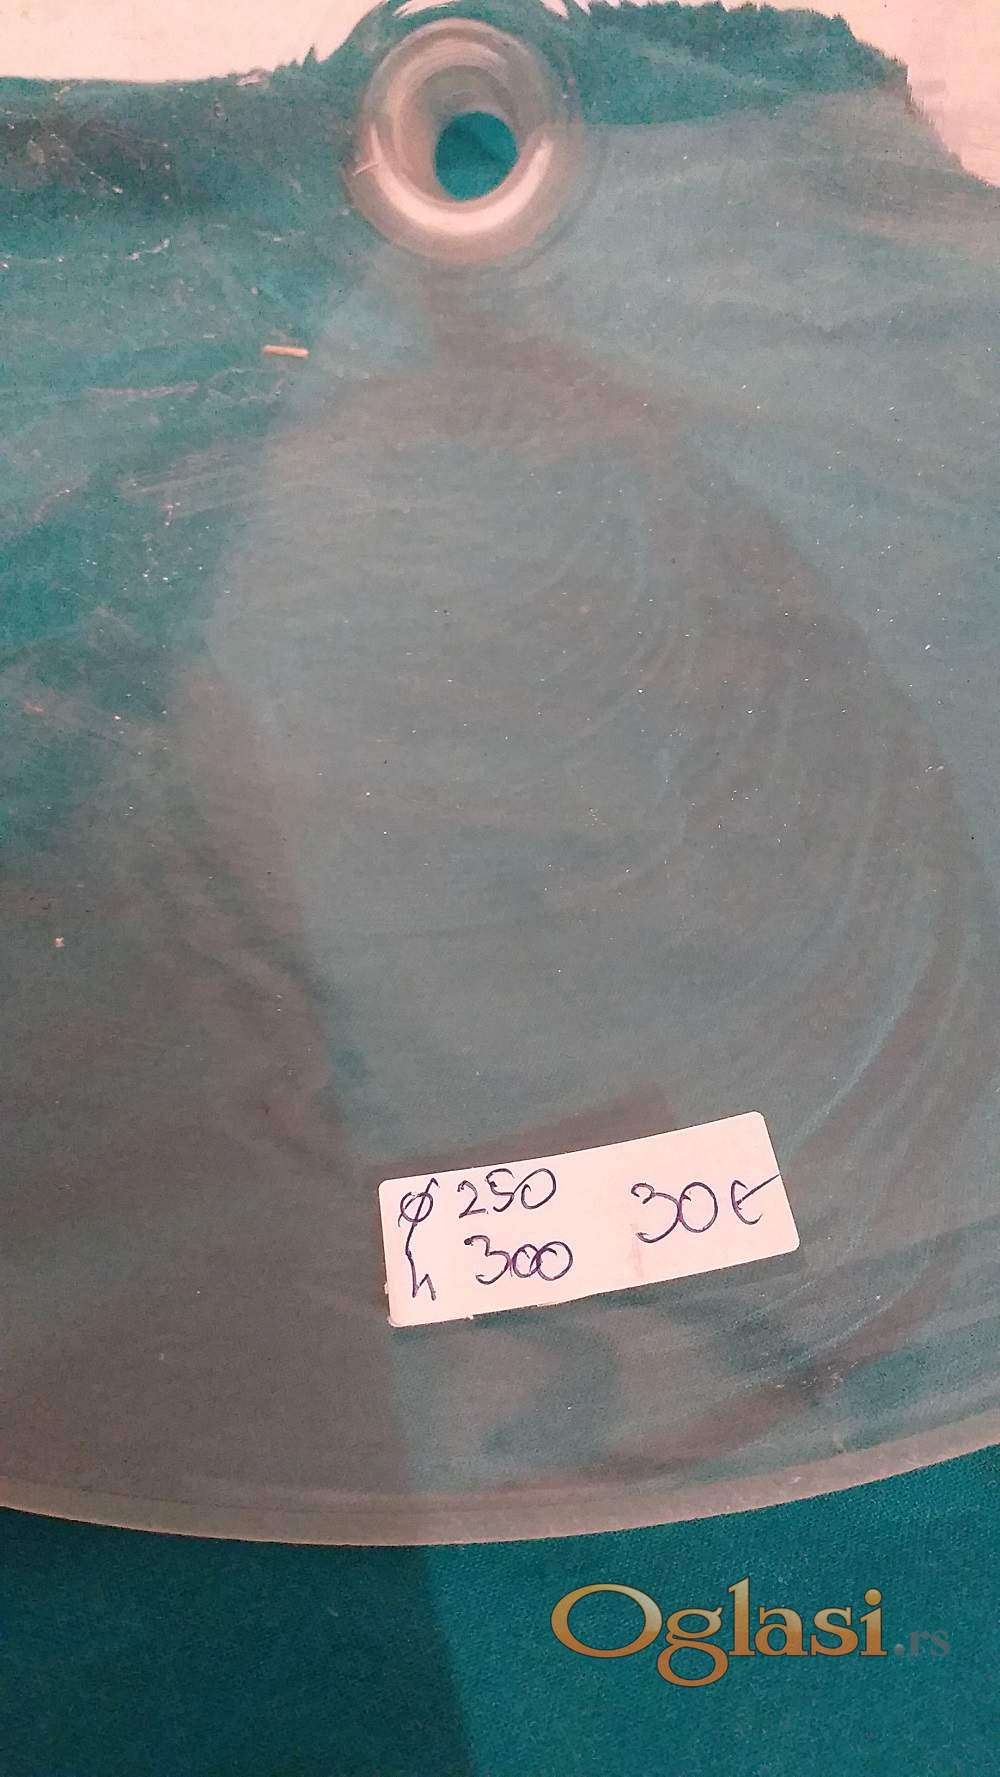 φ 250 30€
h 300
Oglasi.rs